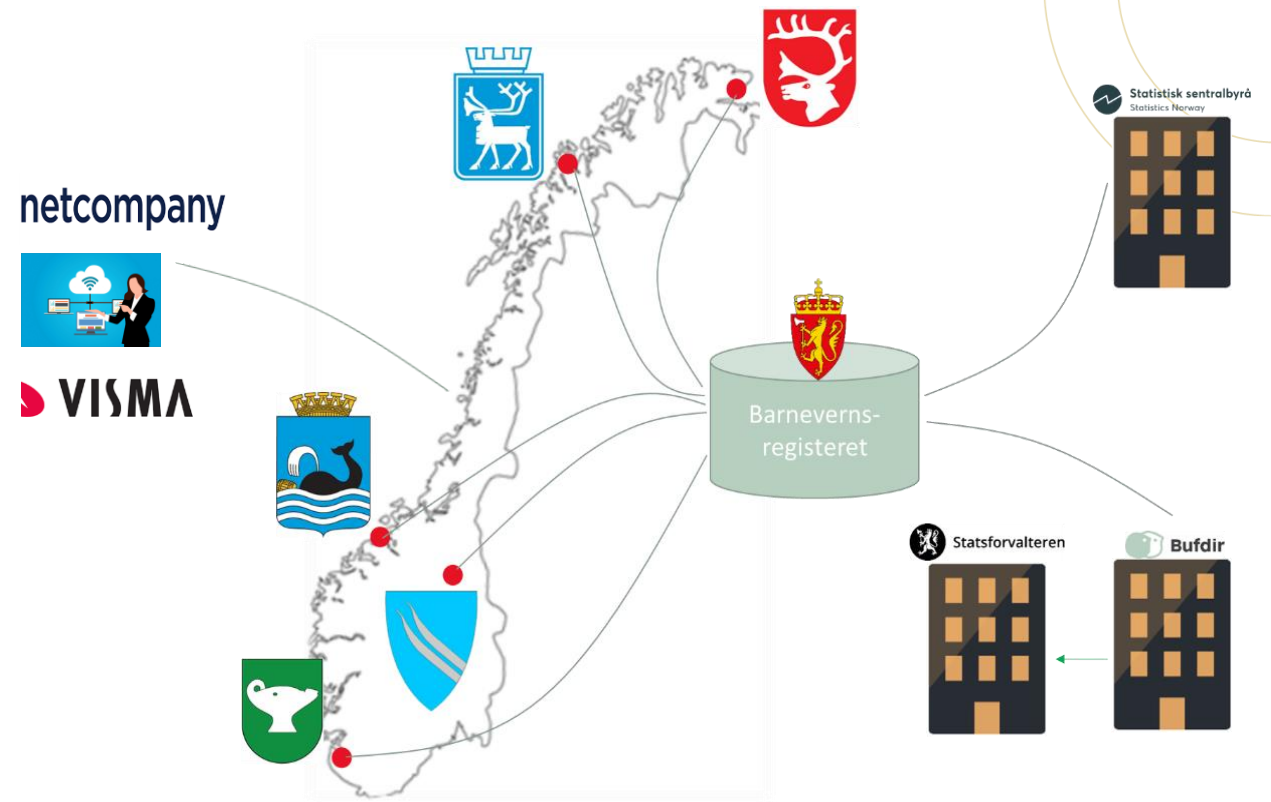 Statistisk sentralbyrå
Statistics Norway
netcompany
VISMA
Barneverns-
registeret
Statsforvalteren
Bufdir